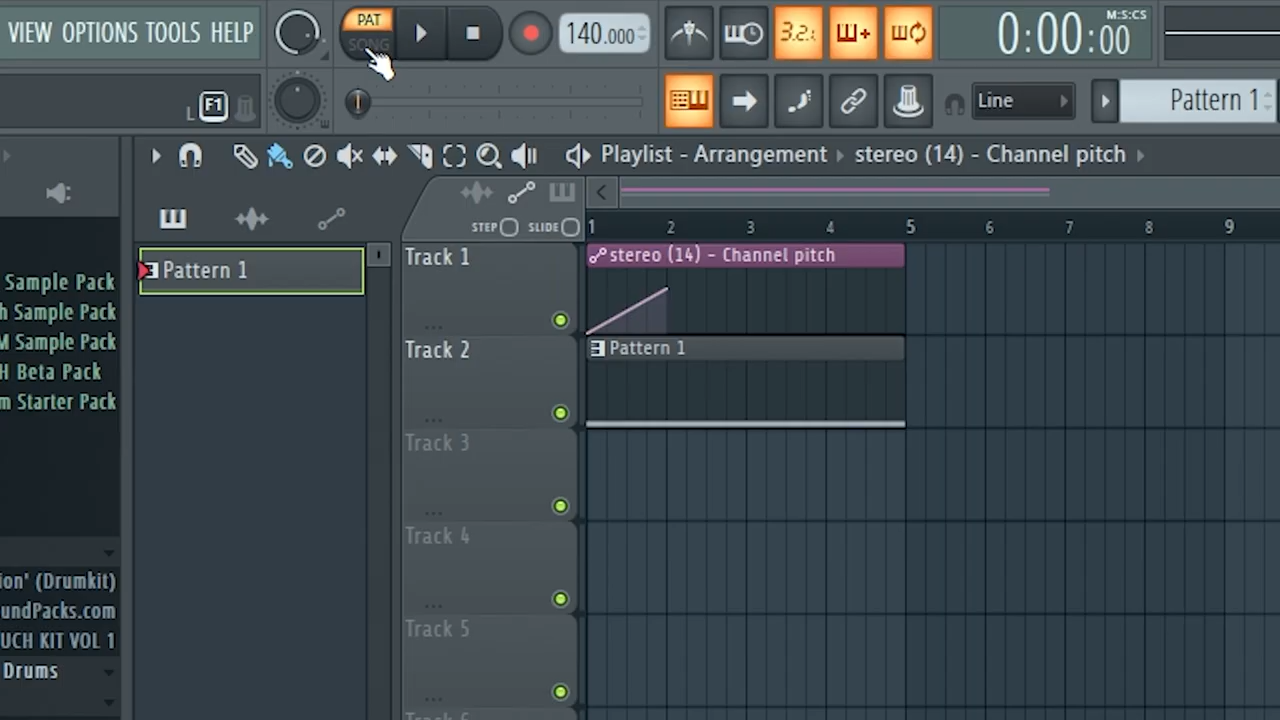 VIEW OPTIONS TOOLS HELP
PAT
SONG
140.000
3.2.
M:S:CS
0:00:00
L F1
Line
Pattern 1
Playlist - Arrangement
stereo (14) - Channel pitch
STEP
SLIDE
1 2 3 4 5 6 7 8 9
Pattern 1
Track 1
stereo (14) - Channel pitch
Track 2
Pattern 1
Track 3
Track 4
Track 5
Sample Pack
h Sample Pack
M Sample Pack
H Beta Pack
m Starter Pack
ion' (Drumkit)
undPacks.com
UCH KIT VOL 1
Drums